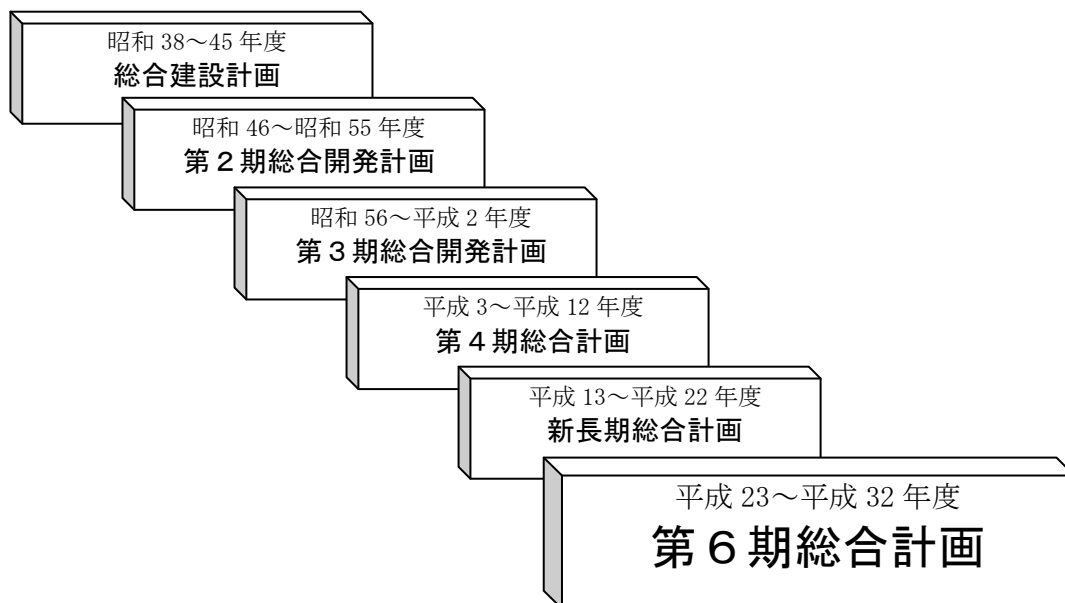 昭和 38～45 年度
総合建設計画
昭和 46～昭和 55 年度
第２期総合開発計画
昭和 56～平成 2 年度
第３期総合開発計画
平成 3～平成 12 年度
第４期総合計画
平成 13～平成 22 年度
新長期総合計画
平成 23～平成 32 年度
第６期総合計画